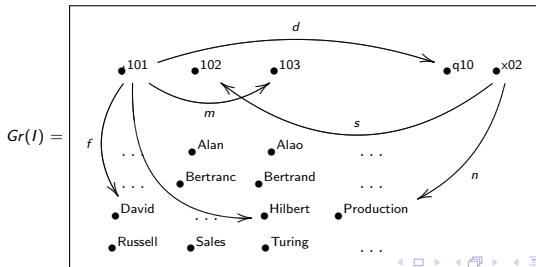 d
101 102 103 q10 x02
m
s
Gr(I) =
f
n
... Alan Alao ...
... Bertranc Bertrand ...
David ... Hilbert Production
Russell Sales Turing ...